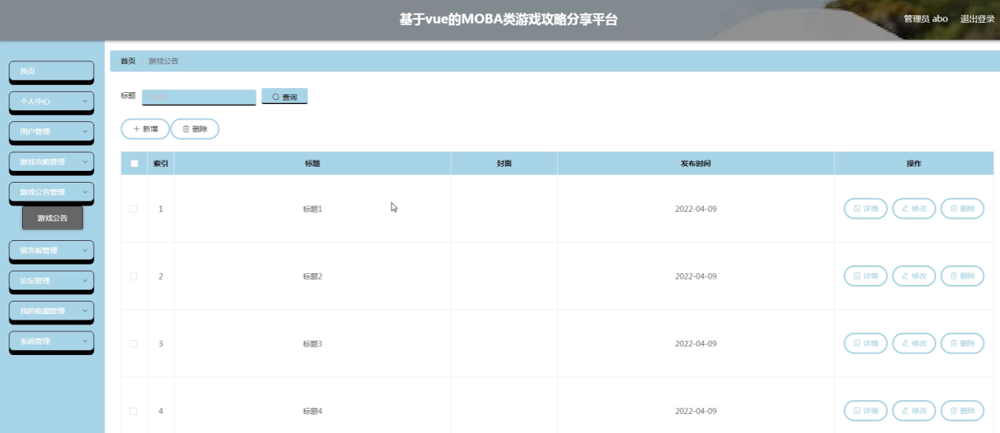 基于vue的MOBA类游戏攻略分享平台
管理员 abo 退出登录
首页
个人中心
用户管理
游戏攻略管理
游戏公告管理
游戏公告
留言板管理
论坛管理
我的收藏管理
系统管理
首页 游戏公告
标题 标题 查询
新增 删除
索引 标题 封面 发布时间 操作
1 标题1 2022-04-09 详情 修改 删除
2 标题2 2022-04-09 详情 修改 删除
3 标题3 2022-04-09 详情 修改 删除
4 标题4 2022-04-09 详情 修改 删除